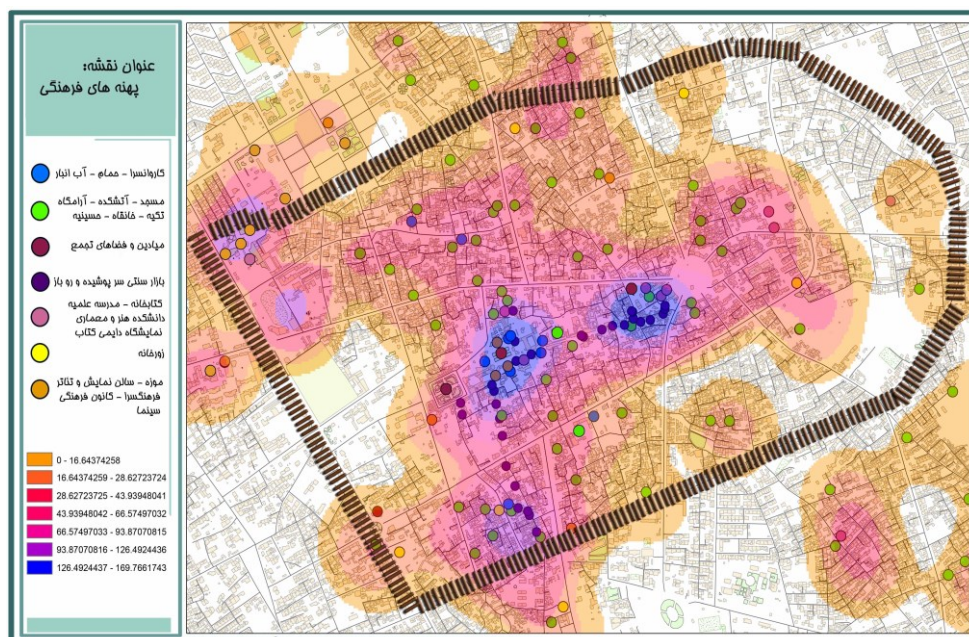 عنوان نقشه:
پهنه های فرهنگی
کاروانسرا - حمام - آب انبار
مسجد - آتشکده - آرامگاه
تکیه - خانقاه - حسینیه
میادین و فضاهای تجمع
بازار سنتی سر پوشیده و رو باز
کتابخانه - مدرسه علمیه
دانشکده هنر و معماری
نمایشگاه دایمی کتاب
زورخانه
موزه - سالن نمایش و تئاتر
فرهنگسرا - کانون فرهنگی
سینما
0 - 16.64374258
16.64374259 - 28.62723724
28.62723725 - 43.93948041
43.93948042 - 66.57497032
66.57497033 - 93.87070815
93.87070816 - 126.4924436
126.4924437 - 169.7661743